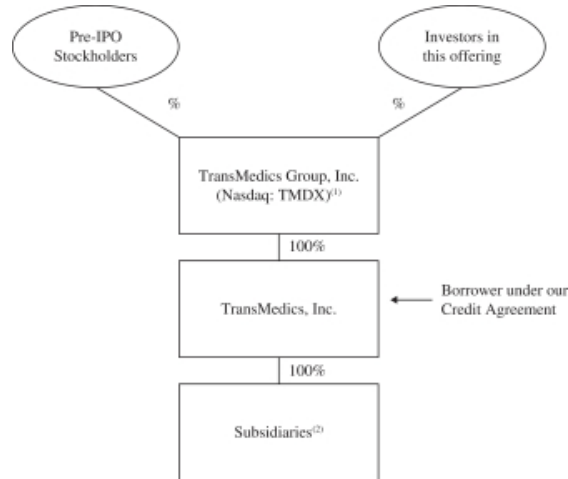 Pre-IPO
Stockholders
Investors in
this offering
%
%
TransMedics Group, Inc.
(Nasdaq: TMDX)(1)
100%
TransMedics, Inc.
Borrower under our
Credit Agreement
100%
Subsidiaries(2)